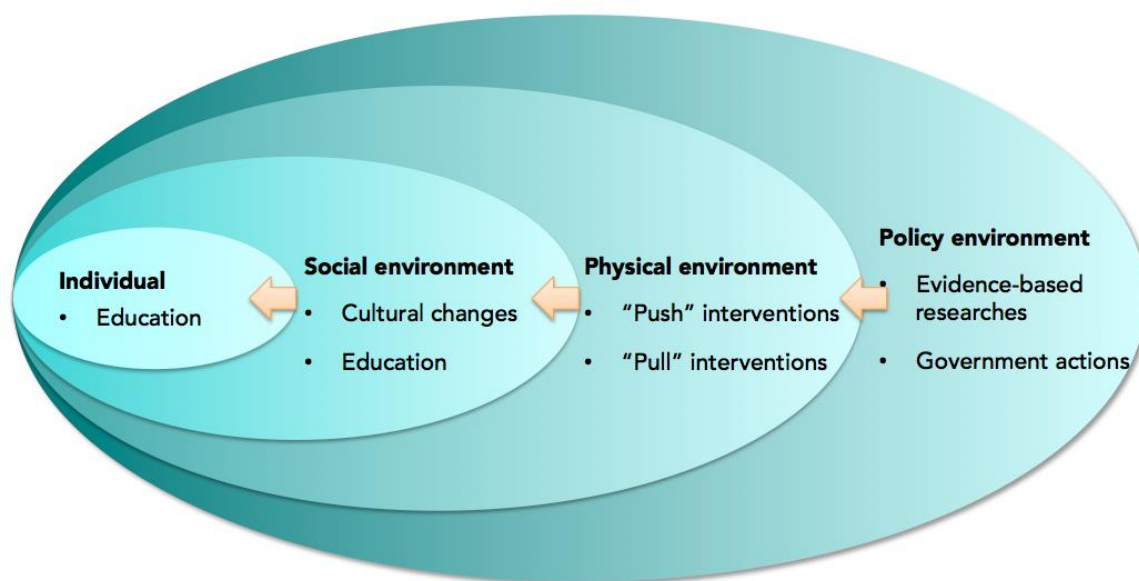 Individual
• Education
Social environment
• Cultural changes
• Education
Physical environment
• “Push” interventions
• “Pull” interventions
Policy environment
• Evidence-based
researches
• Government actions